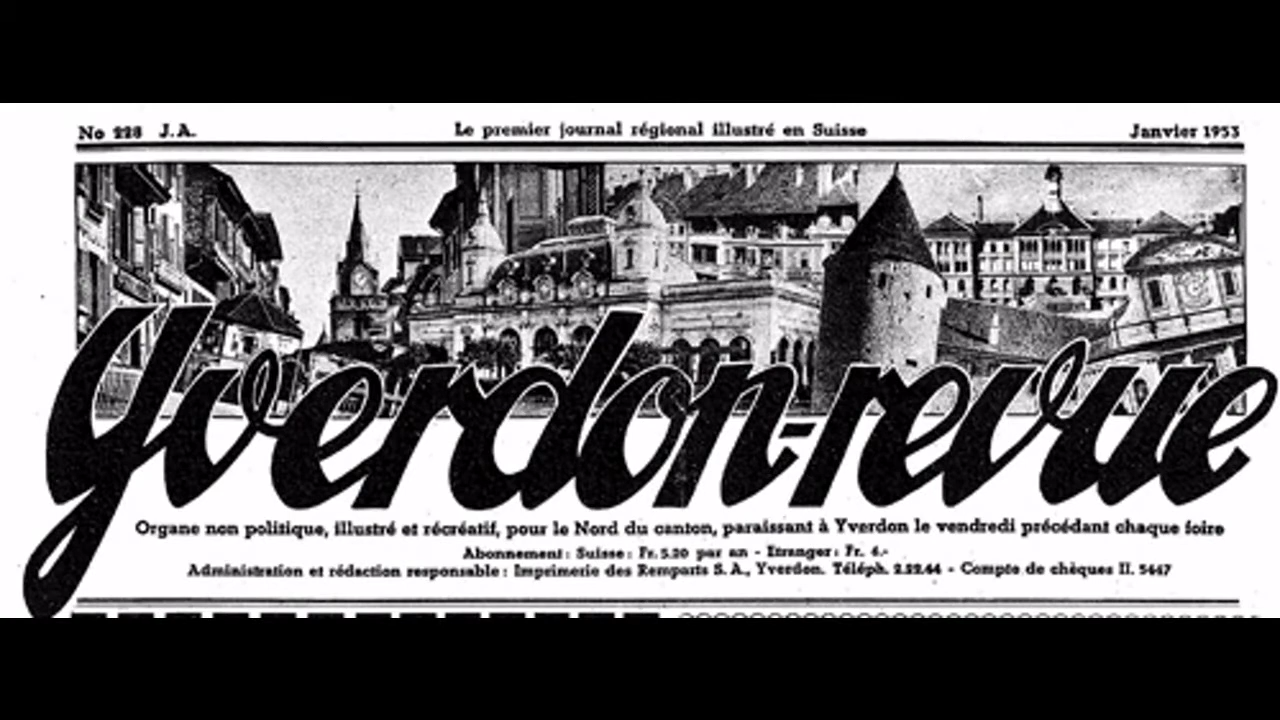 No 228 J.A.
Le premier journal régional illustré en Suisse
Janvier 1953
Yverdon-revue
Organe non politique, illustré et récréatif, pour le Nord du canton, paraissant à Yverdon le vendredi précédant chaque foire
Abonnement: Suisse: Fr. 5.20 par an - Etranger: Fr. 6.-
Administration et rédaction responsable: Imprimerie des Remparts S. A., Yverdon. Téléph. 2.22.44 - Compte de chèques II. 5447